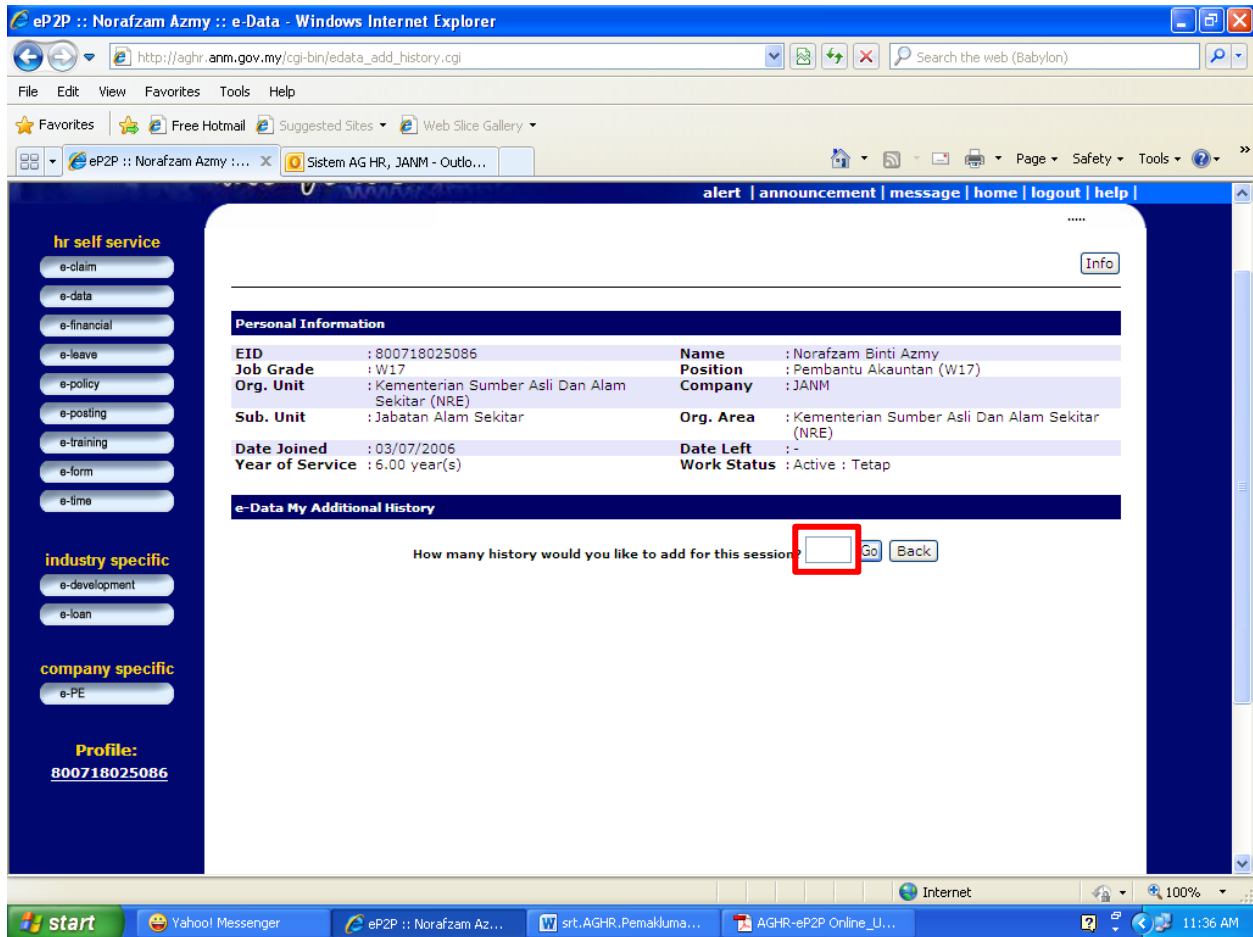 eP2P :: Norafzam Azmy :: e-Data - Windows Internet Explorer
http://aghr.anm.gov.my/cgi-bin/edata_add_history.cgi
Search the web (Babylon)
File Edit View Favorites Tools Help
Favorites Free Hotmail Suggested Sites Web Slice Gallery
eP2P :: Norafzam Azmy :... X Sistem AG HR, JANM - Outlo... Page Safety Tools »
alert | announcement | message | home | logout | help |
.....
hr self service
e-claim
Info
e-data
e-financial
e-leave
e-policy
e-posting
e-training
e-form
e-time
Personal Information
EID : 800718025086 Name : Norafzam Binti Azmy
Job Grade : W17 Position : Pembantu Akauntan (W17)
Org. Unit : Kementerian Sumber Asli Dan Alam Sekitar (NRE) Company : JANM
Sub. Unit : Jabatan Alam Sekitar Org. Area : Kementerian Sumber Asli Dan Alam Sekitar (NRE)
Date Joined : 03/07/2006 Date Left : -
Year of Service : 6.00 year(s) Work Status : Active : Tetap
e-Data My Additional History
How many history would you like to add for this session? Go Back
industry specific
e-development
e-loan
company specific
e-PE
Profile:
800718025086
Internet 100%
start Yahoo! Messenger eP2P :: Norafzam Az... srt.AGHR.Pemakluma... AGHR-eP2P Online_U... 11:36 AM